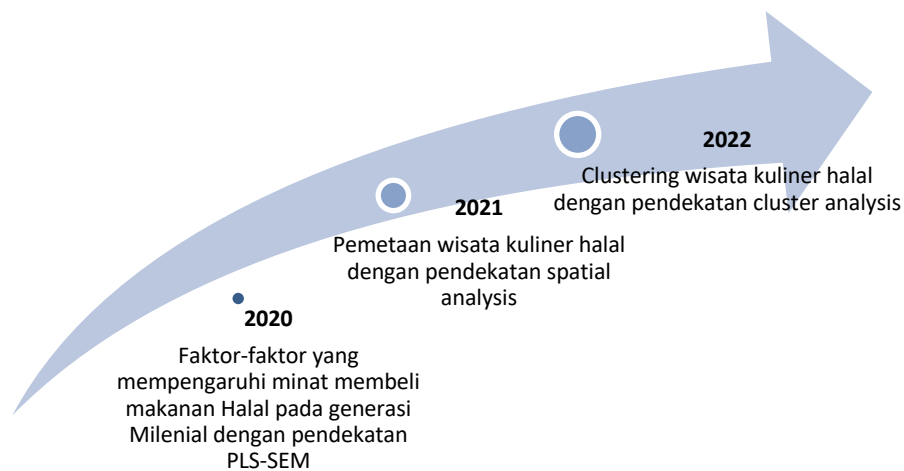 2020
Faktor-faktor yang
mempengaruhi minat membeli
makanan Halal pada generasi
Milenial dengan pendekatan
PLS-SEM
2021
Pemetaan wisata kuliner halal
dengan pendekatan spatial
analysis
2022
Clustering wisata kuliner halal
dengan pendekatan cluster analysis